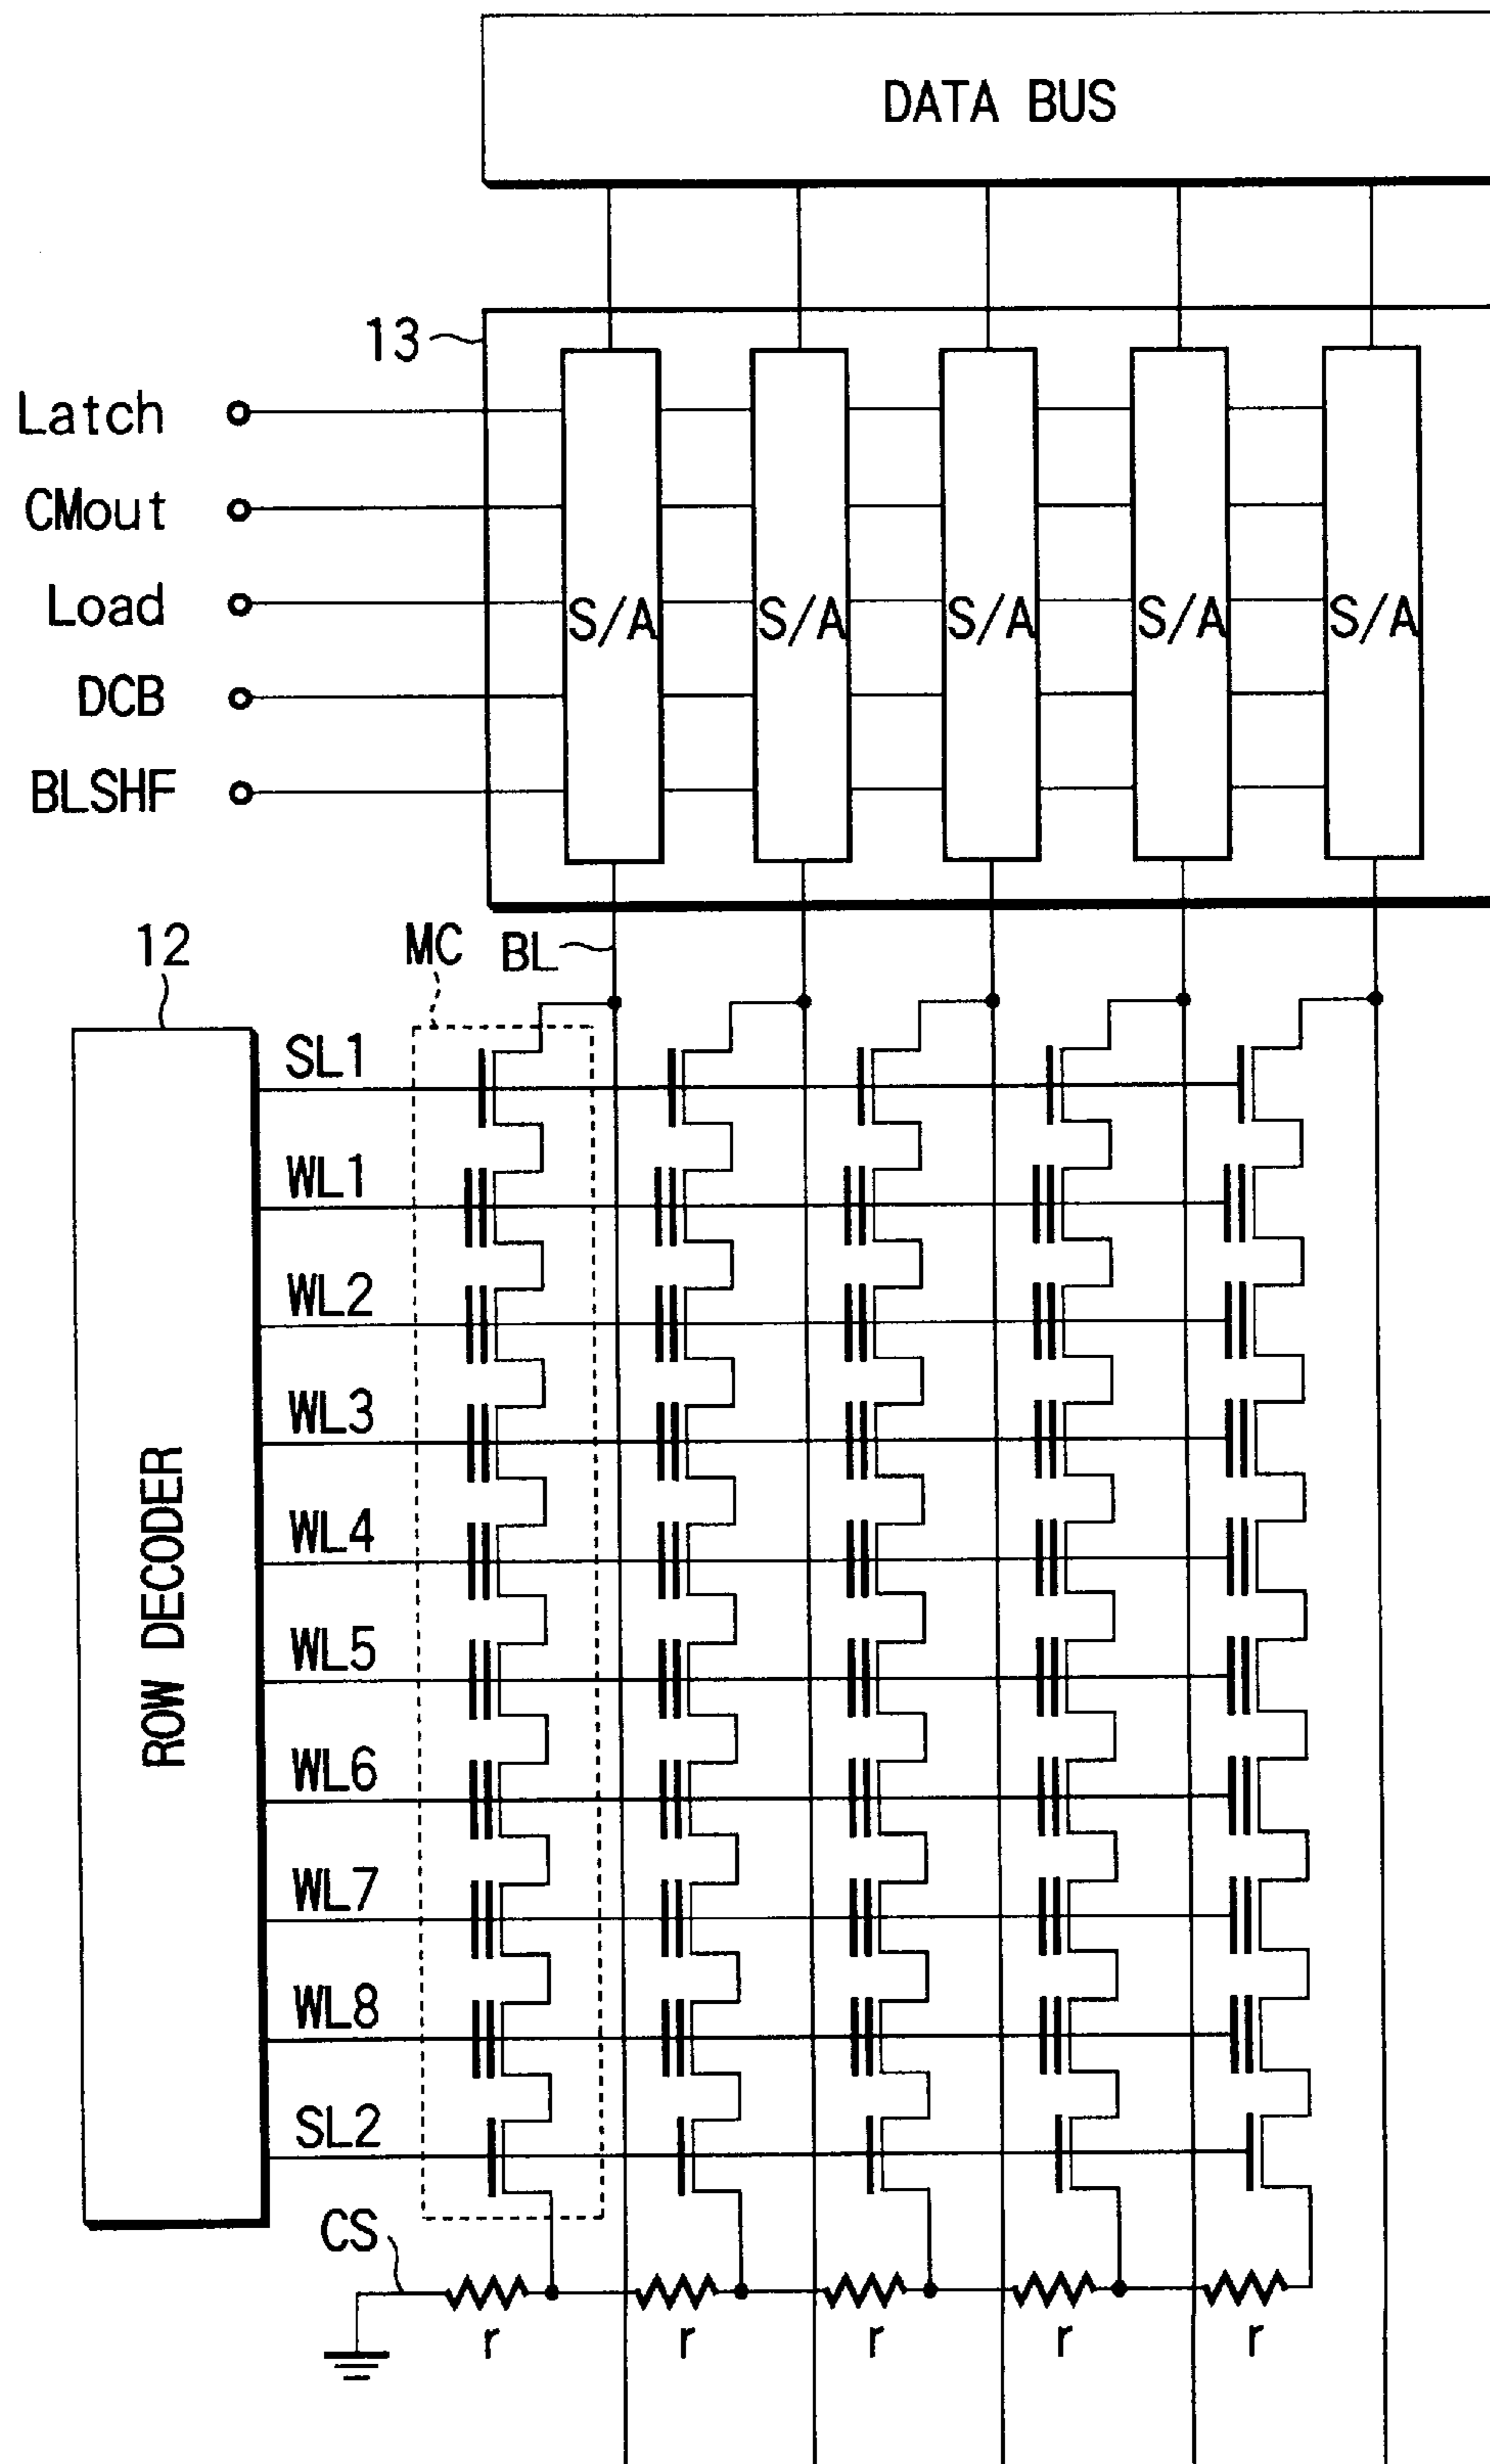 DATA BUS
13
Latch
CMout
Load
S/A S/A S/A S/A S/A
DCB
BLSHF
12
MC
BL
SL1
WL1
WL2
WL3
WL4
ROW DECODER
WL5
WL6
WL7
WL8
SL2
CS
r r r r r